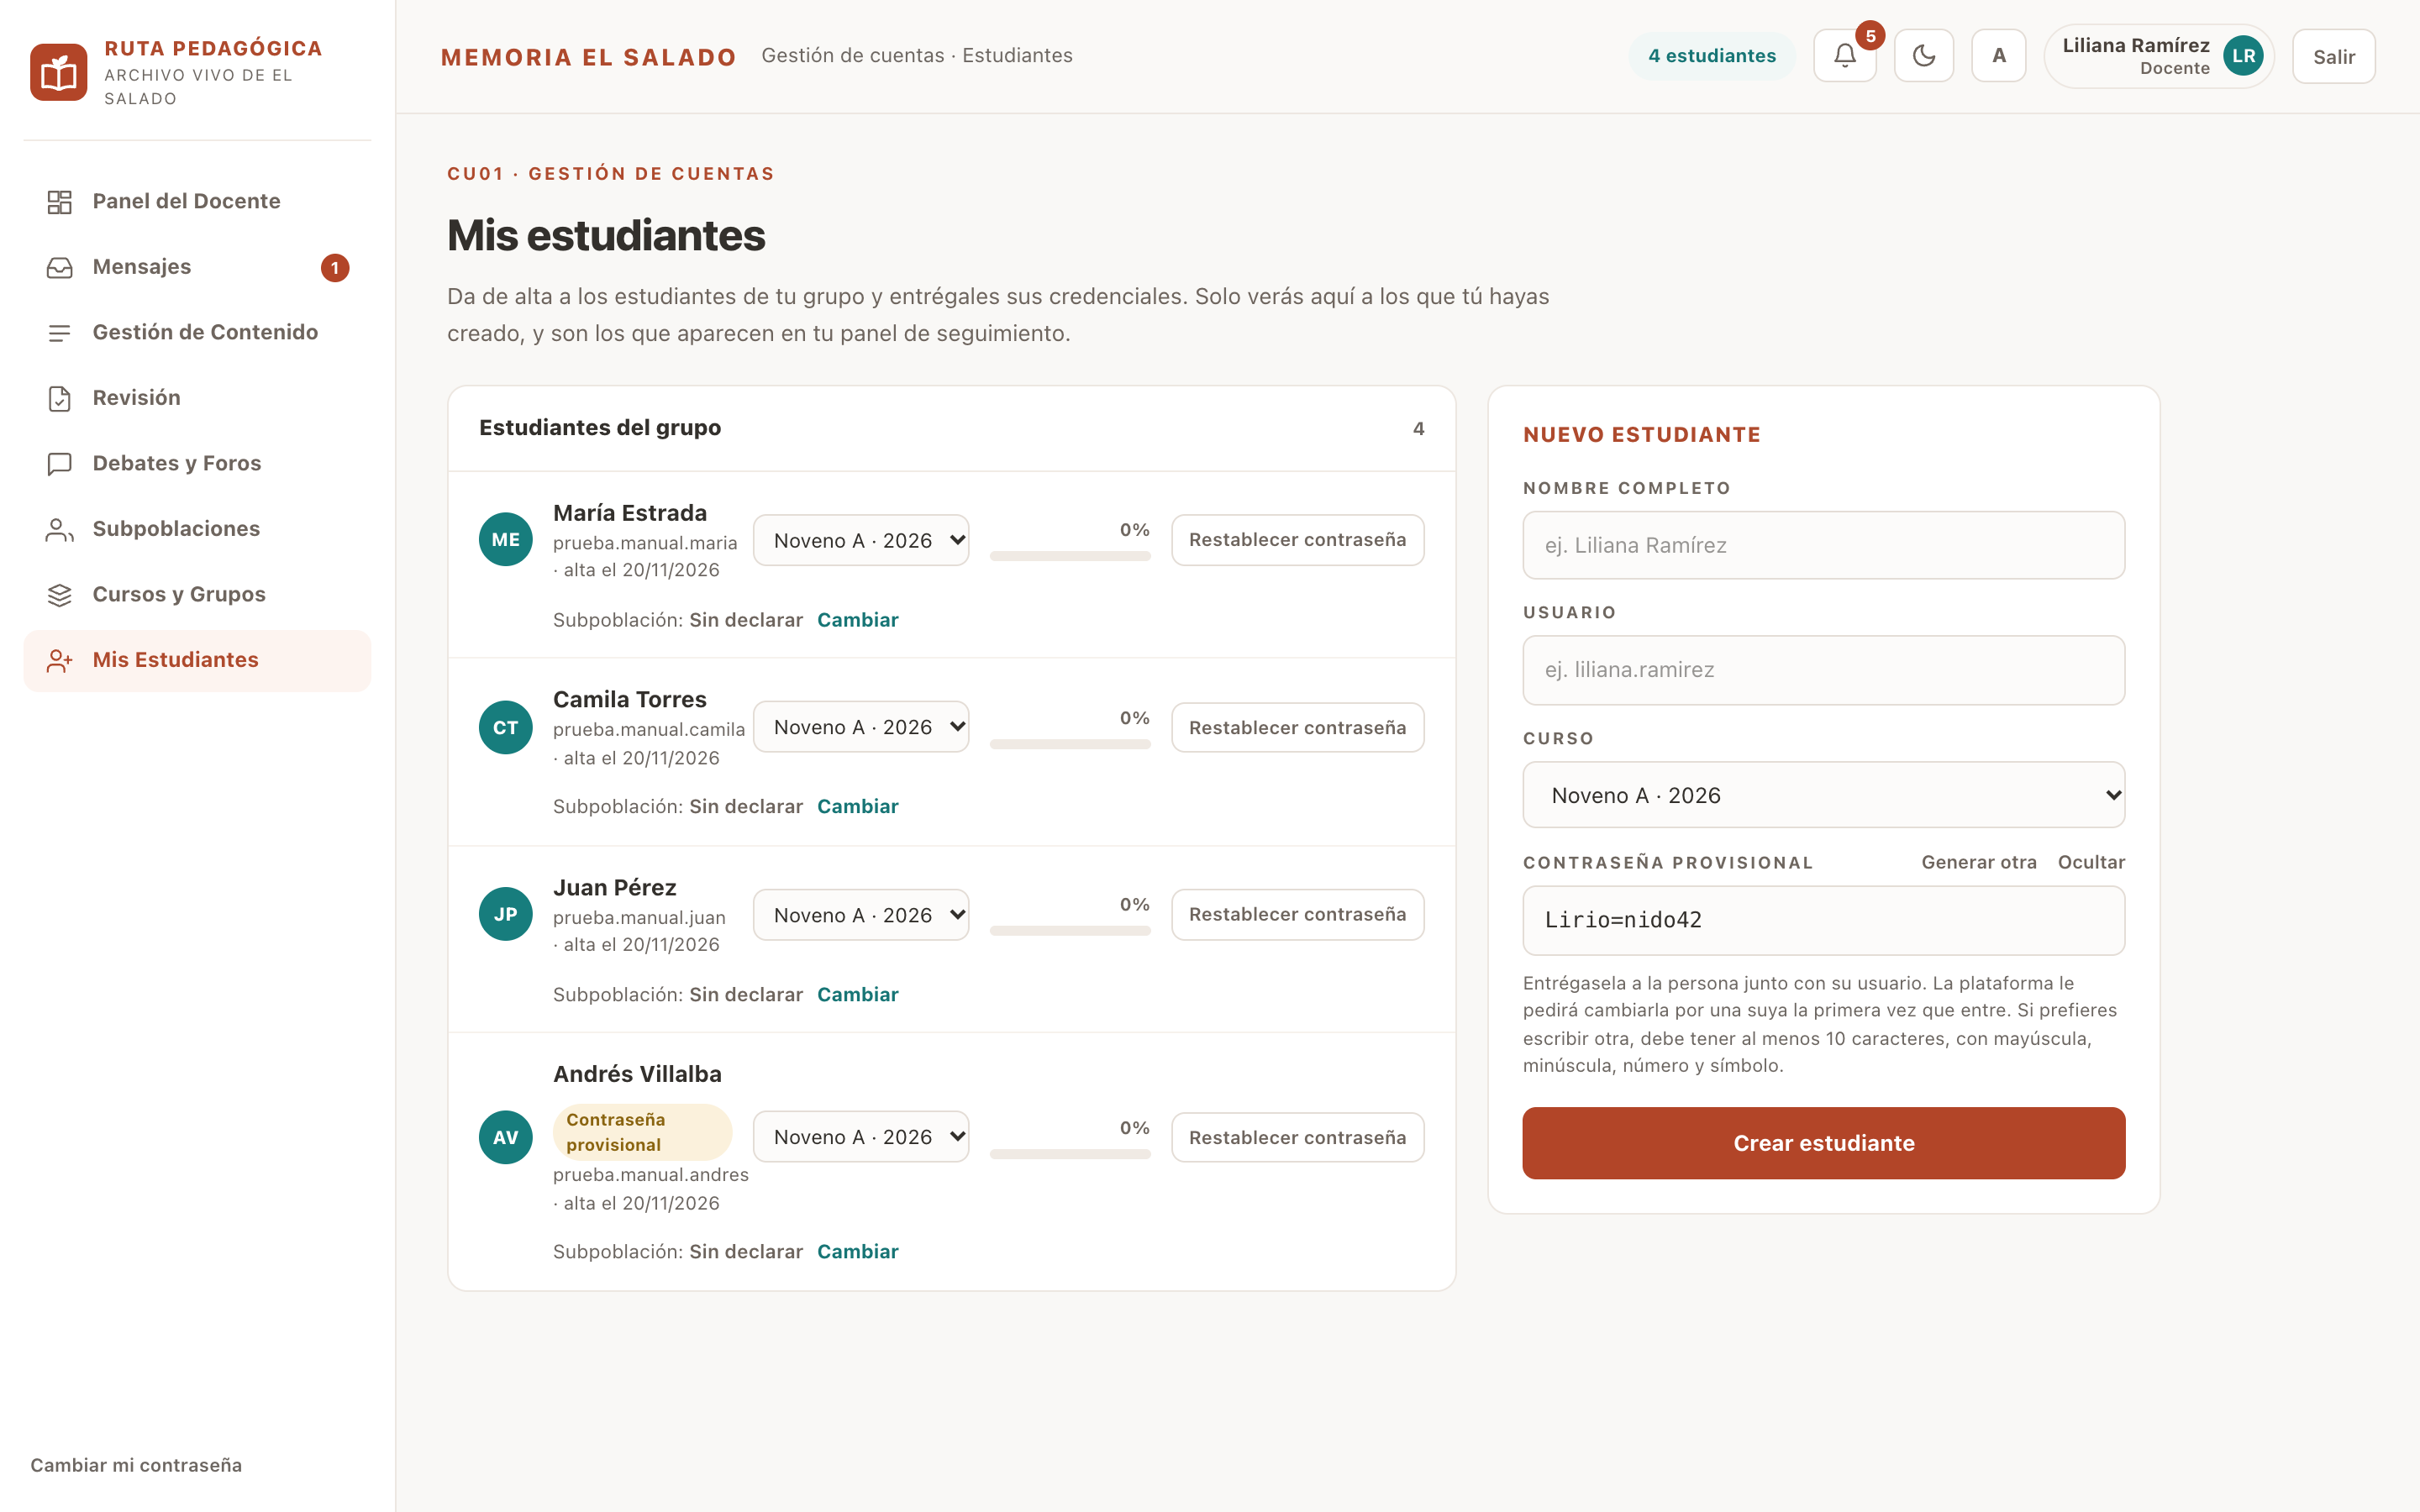 RUTA PEDAGÓGICA
ARCHIVO VIVO DE EL
SALADO
Panel del Docente
Mensajes 1
Gestión de Contenido
Revisión
Debates y Foros
Subpoblaciones
Cursos y Grupos
Mis Estudiantes
Cambiar mi contraseña
MEMORIA EL SALADO Gestión de cuentas · Estudiantes
4 estudiantes
5
A
Liliana Ramírez
Docente
LR
Salir
CU01 · GESTIÓN DE CUENTAS
Mis estudiantes
Da de alta a los estudiantes de tu grupo y entrégales sus credenciales. Solo verás aquí a los que tú hayas
creado, y son los que aparecen en tu panel de seguimiento.
Estudiantes del grupo 4
ME
María Estrada
prueba.manual.maria
· alta el 20/11/2026
Noveno A · 2026
0%
Restablecer contraseña
Subpoblación: Sin declarar Cambiar
CT
Camila Torres
prueba.manual.camila
· alta el 20/11/2026
Noveno A · 2026
0%
Restablecer contraseña
Subpoblación: Sin declarar Cambiar
JP
Juan Pérez
prueba.manual.juan
· alta el 20/11/2026
Noveno A · 2026
0%
Restablecer contraseña
Subpoblación: Sin declarar Cambiar
AV
Andrés Villalba
Contraseña
provisional
prueba.manual.andres
· alta el 20/11/2026
Noveno A · 2026
0%
Restablecer contraseña
Subpoblación: Sin declarar Cambiar
NUEVO ESTUDIANTE
NOMBRE COMPLETO
ej. Liliana Ramírez
USUARIO
ej. liliana.ramirez
CURSO
Noveno A · 2026
CONTRASEÑA PROVISIONAL Generar otra Ocultar
Lirio=nido42
Entrégasela a la persona junto con su usuario. La plataforma le
pedirá cambiarla por una suya la primera vez que entre. Si prefieres
escribir otra, debe tener al menos 10 caracteres, con mayúscula,
minúscula, número y símbolo.
Crear estudiante